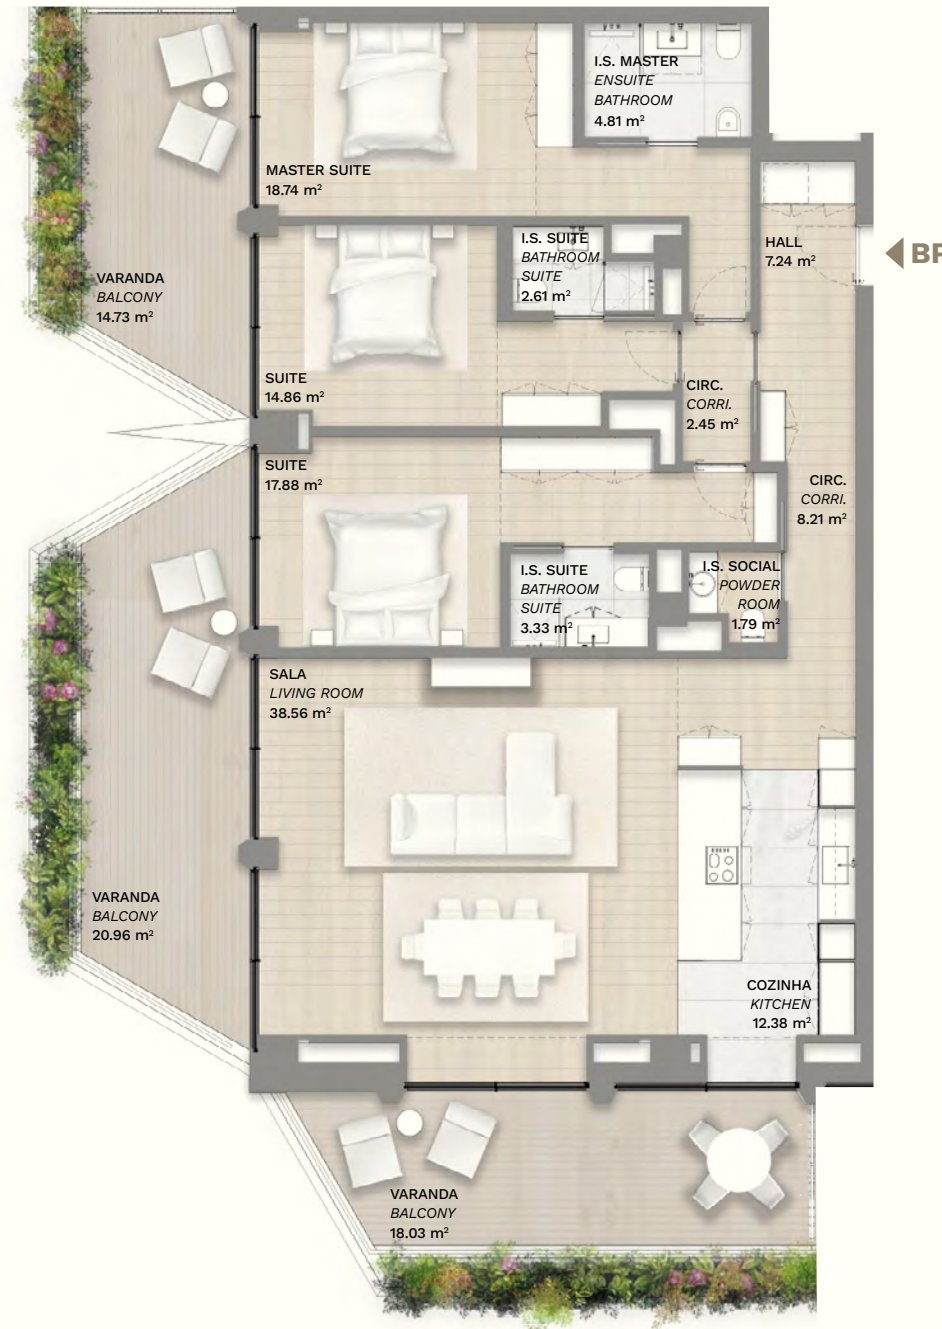 I.S. MASTER
ENSUITE
BATHROOM
4.81 m²
MASTER SUITE
18.74 m²
I.S. SUITE
BATHROOM
SUITE
2.61 m²
HALL
7.24 m²
BF
VARANDA
BALCONY
14.73 m²
SUITE
14.86 m²
CIRC.
CORRI.
2.45 m²
SUITE
17.88 m²
CIRC.
CORRI.
8.21 m²
I.S. SUITE
BATHROOM
SUITE
3.33 m²
I.S. SOCIAL
POWDER
ROOM
1.79 m²
SALA
LIVING ROOM
38.56 m²
VARANDA
BALCONY
20.96 m²
COZINHA
KITCHEN
12.38 m²
VARANDA
BALCONY
18.03 m²